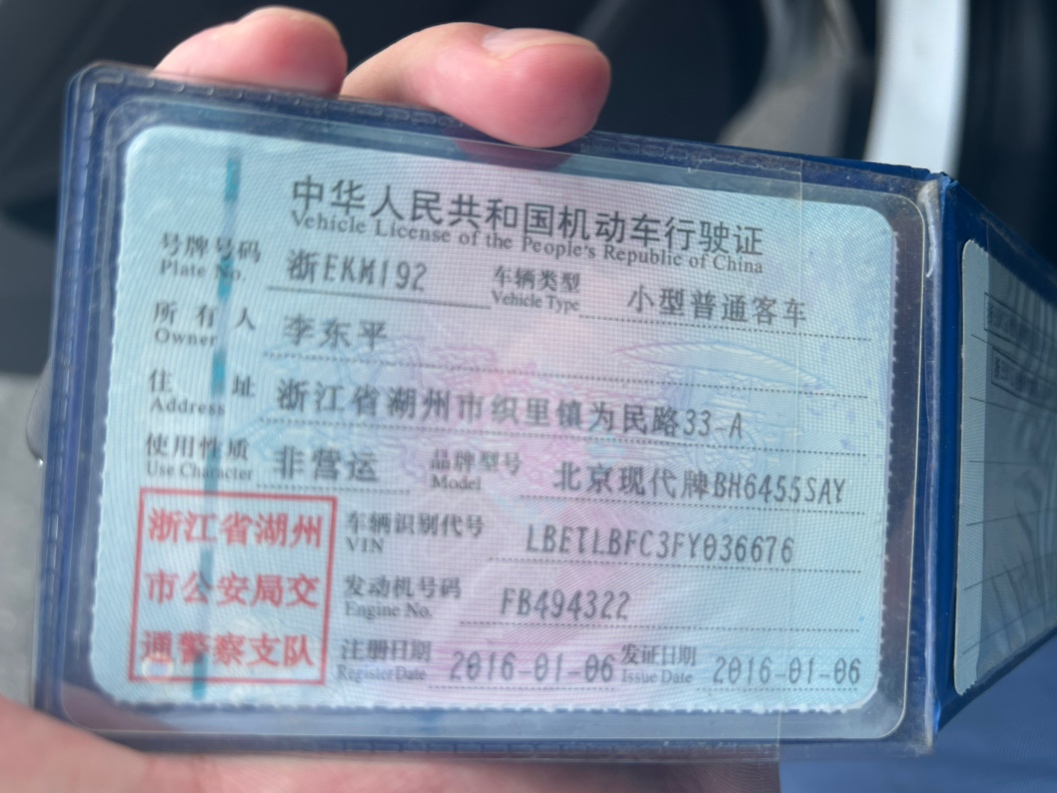 中华人民共和国机动车行驶证
Vehicle License of the People's Republic of China
号牌号码 浙EKM192 车辆类型 小型普通客车
Plate No. Vehicle Type
所有人 李东平
Owner
住址 浙江省湖州市织里镇为民路33-A
Address
使用性质 非营运 品牌型号 北京现代牌BH6455SAY
Use Character Model
浙江省湖州
市公安局交
通警察支队
车辆识别代号 LBETLBFC3FY036676
VIN
发动机号码 FB494322
Engine No.
注册日期 2016-01-06 发证日期 2016-01-06
Register Date Issue Date